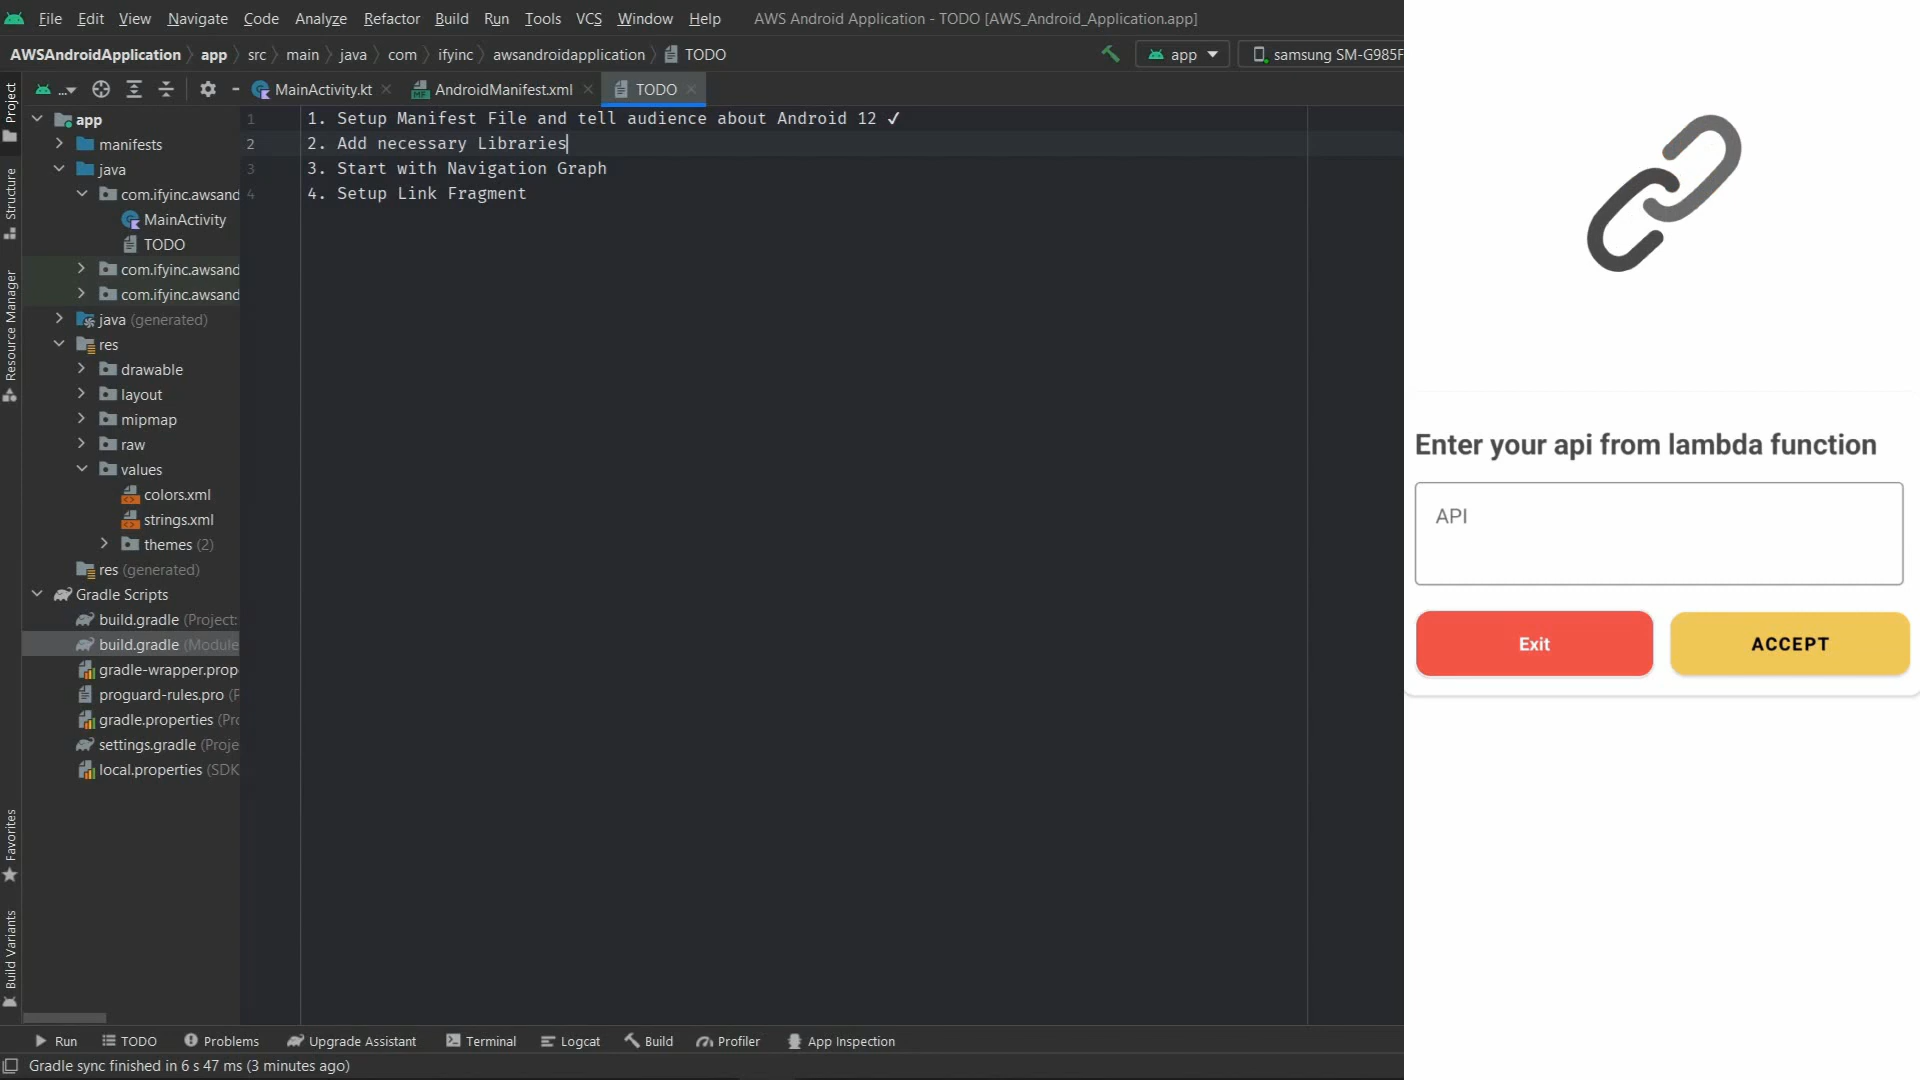 File Edit View Navigate Code Analyze Refactor Build Run Tools VCS Window Help AWS Android Application - TODO [AWS_Android_Application.app]
AWSAndroidApplication app src main java com ifyinc awsandroidapplication TODO app samsung SM-G985F
... MainActivity.kt AndroidManifest.xml TODO
Project
Structure
Resource Manager
Favorites
Build Variants
app
manifests
java
com.ifyinc.awsand
MainActivity
TODO
com.ifyinc.awsand
com.ifyinc.awsand
java (generated)
res
drawable
layout
mipmap
raw
values
colors.xml
strings.xml
themes (2)
res (generated)
Gradle Scripts
build.gradle (Project:
build.gradle (Module
gradle-wrapper.prop
proguard-rules.pro (P
gradle.properties (Pro
settings.gradle (Proje
local.properties (SDK
1 1. Setup Manifest File and tell audience about Android 12 ✓
2 2. Add necessary Libraries
3 3. Start with Navigation Graph
4 4. Setup Link Fragment
Enter your api from lambda function
API
Exit ACCEPT
Run TODO Problems Upgrade Assistant Terminal Logcat Build Profiler App Inspection
Gradle sync finished in 6 s 47 ms (3 minutes ago)